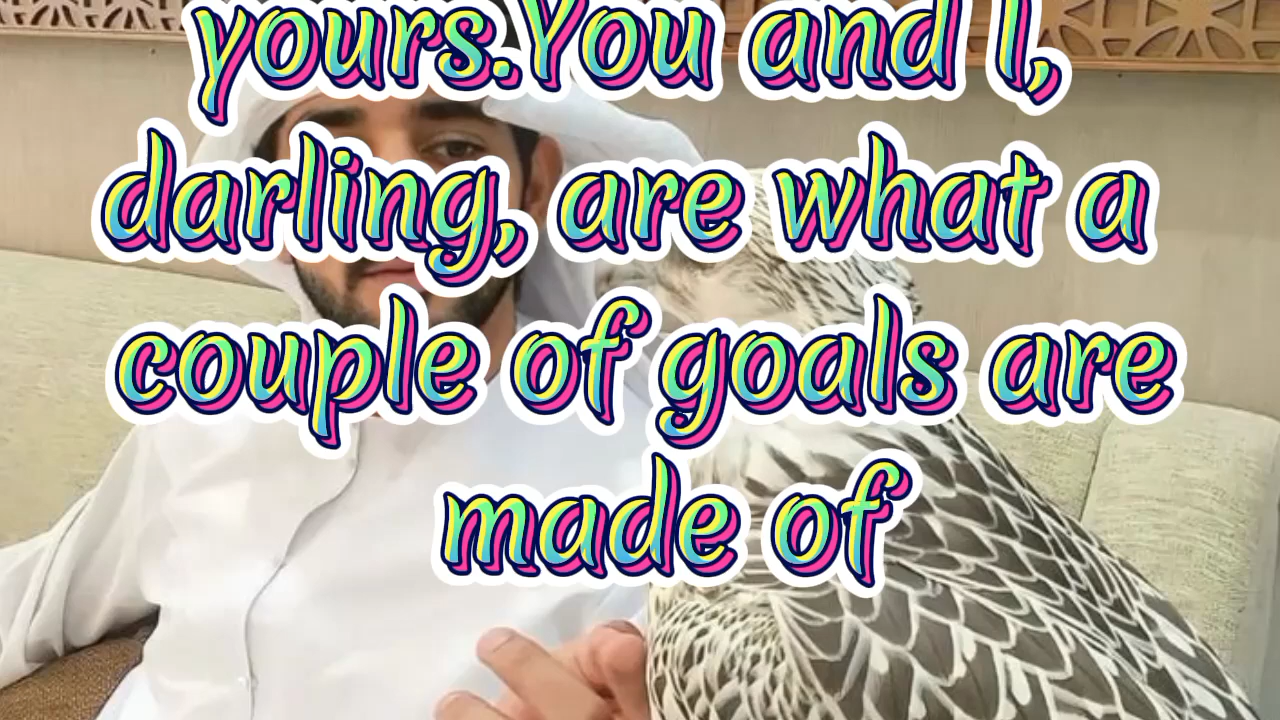 yours.You and I,
darling, are what a
couple of goals are
made of